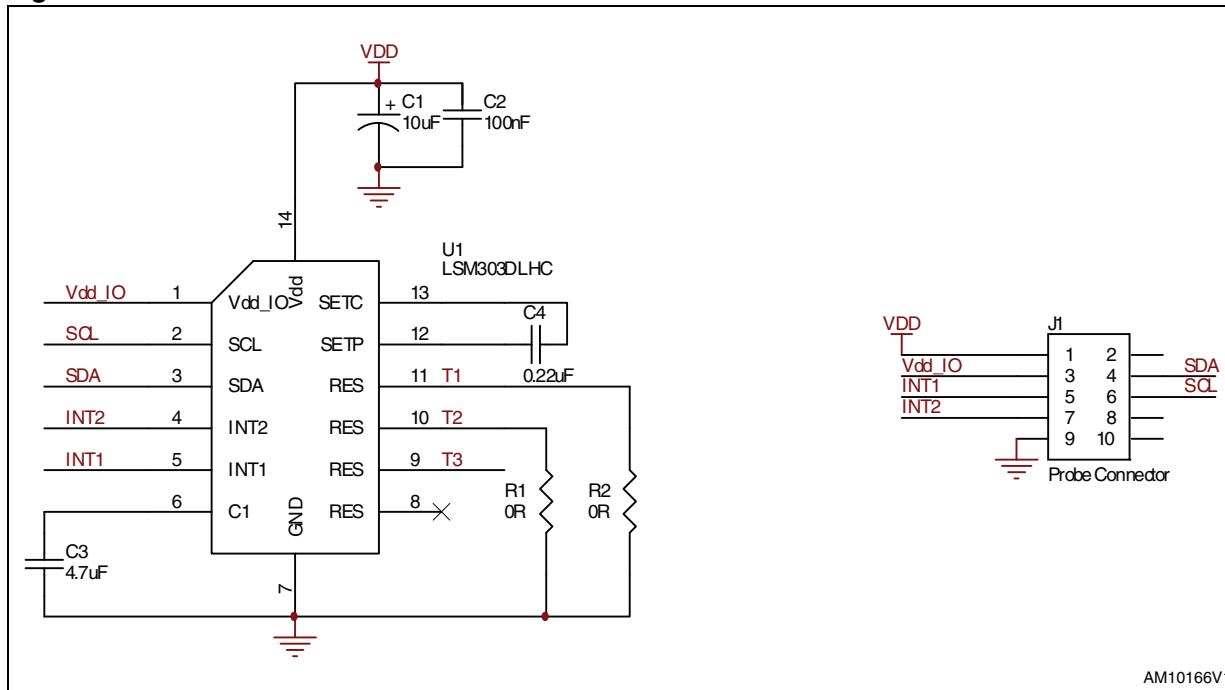 VDD
+ C1
10uF
C2
100nF
14
U1
LSM303DLHC
Vdd_IO 1 Vdd_IO Vdd SETC 13
C4
0.22uF
SCL 2 SCL SETP 12
SDA 3 SDA RES 11 T1
INT2 4 INT2 RES 10 T2
INT1 5 INT1 RES 9 T3
6 C1 GND RES 8
R1
0R
R2
0R
C3
4.7uF
7
VDD
J1
1 2
Vdd_IO 3 4 SDA
INT1 5 6 SCL
INT2 7 8
9 10
Probe Connector